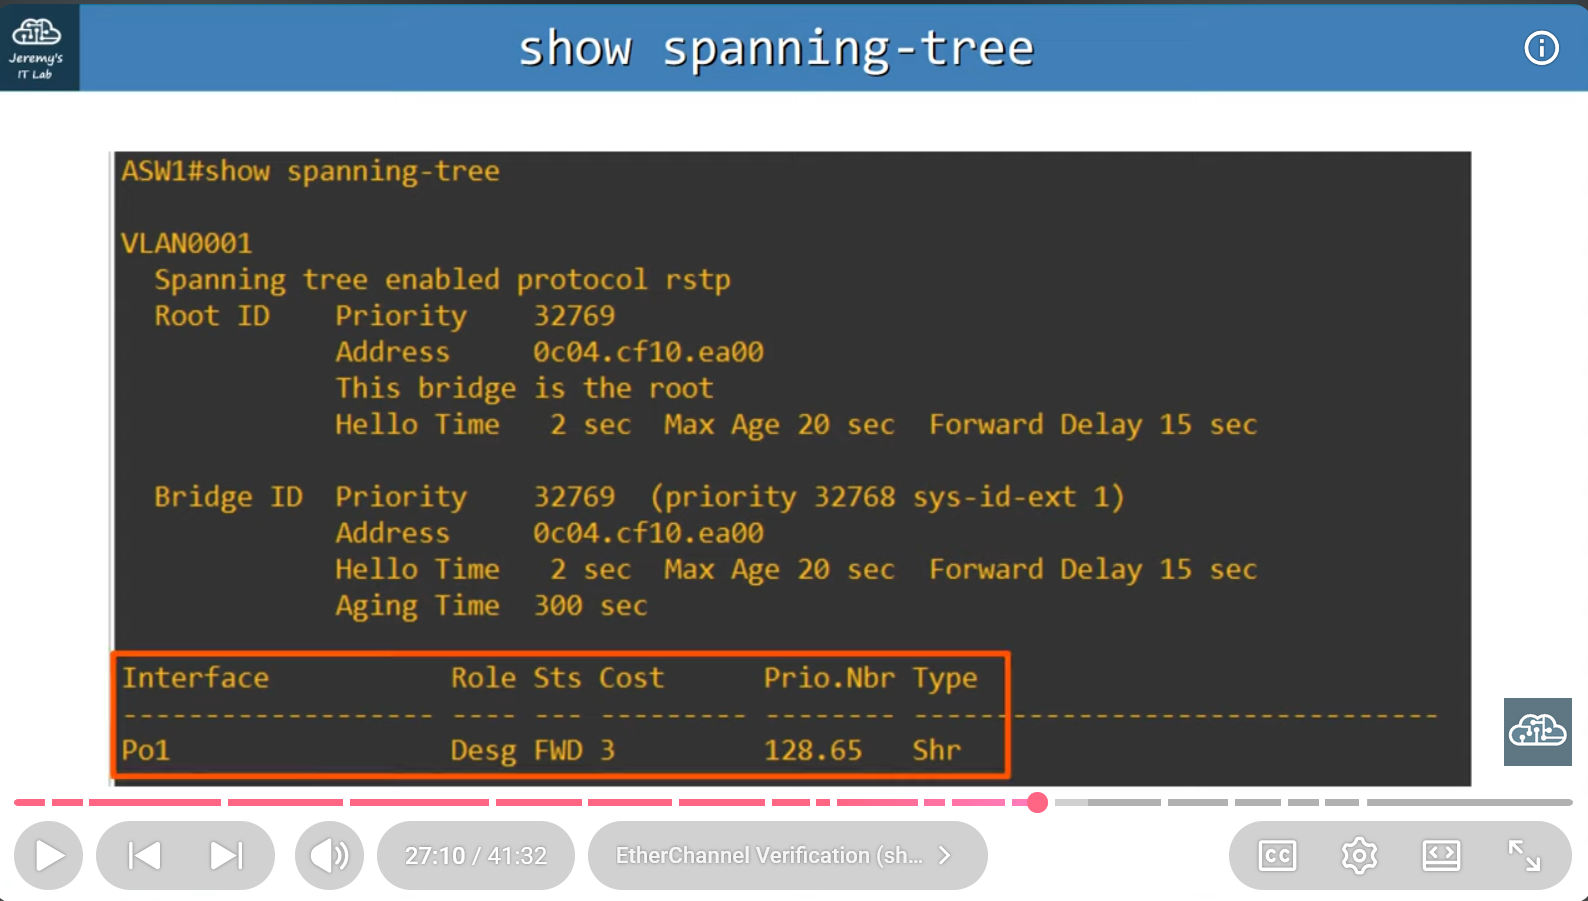 Jeremy's
IT Lab
show spanning-tree
ASW1#show spanning-tree
VLAN0001
Spanning tree enabled protocol rstp
Root ID Priority 32769
Address 0c04.cf10.ea00
This bridge is the root
Hello Time 2 sec Max Age 20 sec Forward Delay 15 sec
Bridge ID Priority 32769 (priority 32768 sys-id-ext 1)
Address 0c04.cf10.ea00
Hello Time 2 sec Max Age 20 sec Forward Delay 15 sec
Aging Time 300 sec
Interface Role Sts Cost Prio.Nbr Type
------------------- ---- --- --------- -------- --------------------------------
Po1 Desg FWD 3 128.65 Shr
27:10 / 41:32
EtherChannel Verification (sh...
CC